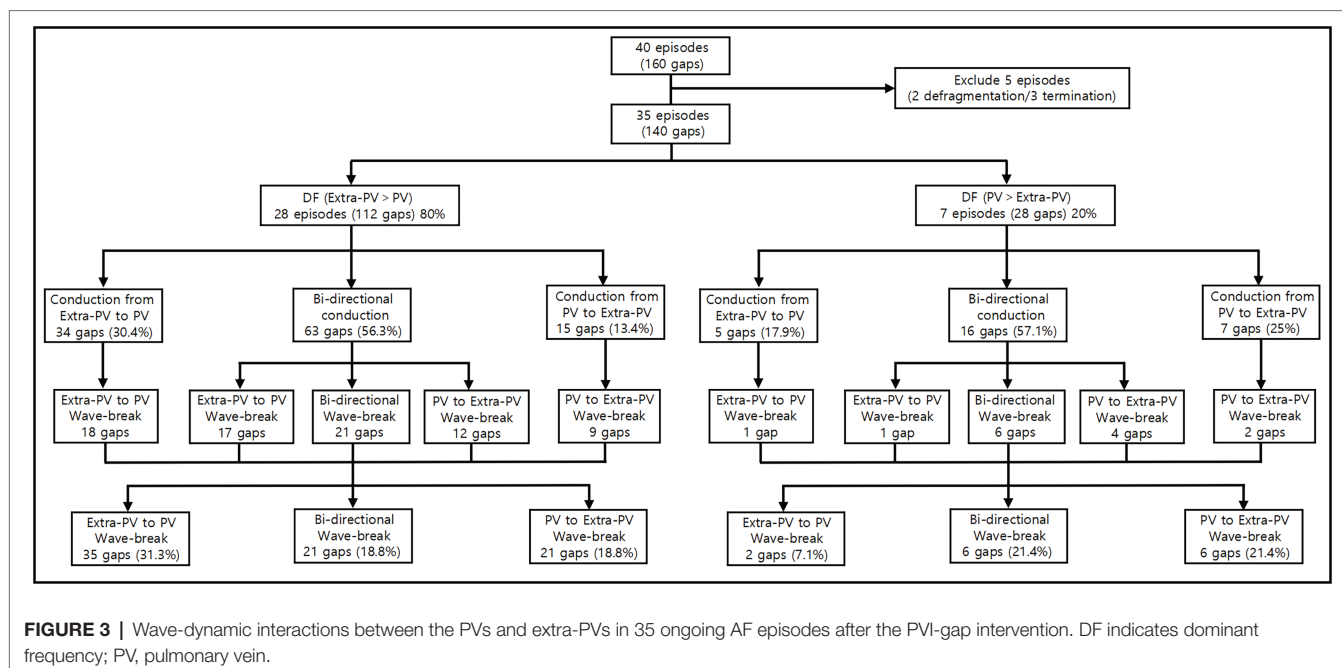 40 episodes
(160 gaps)
Exclude 5 episodes
(2 defragmentation/3 termination)
35 episodes
(140 gaps)
DF (Extra-PV > PV)
28 episodes (112 gaps) 80%
DF (PV > Extra-PV)
7 episodes (28 gaps) 20%
Conduction from
Extra-PV to PV
34 gaps (30.4%)
Bi-directional
conduction
63 gaps (56.3%)
Conduction from
PV to Extra-PV
15 gaps (13.4%)
Conduction from
Extra-PV to PV
5 gaps (17.9%)
Bi-directional
conduction
16 gaps (57.1%)
Conduction from
PV to Extra-PV
7 gaps (25%)
Extra-PV to PV
Wave-break
18 gaps
Extra-PV to PV
Wave-break
17 gaps
Bi-directional
Wave-break
21 gaps
PV to Extra-PV
Wave-break
12 gaps
PV to Extra-PV
Wave-break
9 gaps
Extra-PV to PV
Wave-break
1 gap
Extra-PV to PV
Wave-break
1 gap
Bi-directional
Wave-break
6 gaps
PV to Extra-PV
Wave-break
4 gaps
PV to Extra-PV
Wave-break
2 gaps
Extra-PV to PV
Wave-break
35 gaps (31.3%)
Bi-directional
Wave-break
21 gaps (18.8%)
PV to Extra-PV
Wave-break
21 gaps (18.8%)
Extra-PV to PV
Wave-break
2 gaps (7.1%)
Bi-directional
Wave-break
6 gaps (21.4%)
PV to Extra-PV
Wave-break
6 gaps (21.4%)
FIGURE 3 | Wave-dynamic interactions between the PVs and extra-PVs in 35 ongoing AF episodes after the PVI-gap intervention. DF indicates dominant
frequency; PV, pulmonary vein.